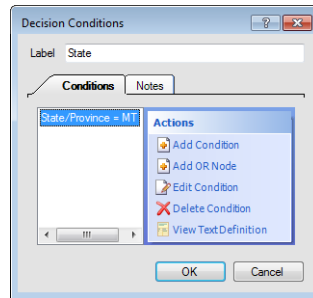 Decision Conditions
Label State
Conditions Notes
State/Province = MT
Actions
Add Condition
Add OR Node
Edit Condition
Delete Condition
View Text Definition
OK Cancel